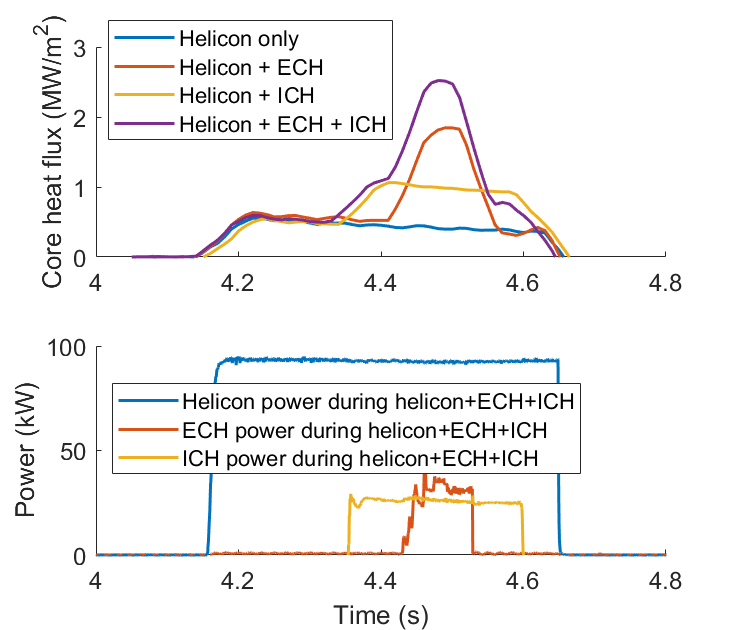 Core heat flux (MW/m²)
3
2
1
0
Helicon only
Helicon + ECH
Helicon + ICH
Helicon + ECH + ICH
4 4.2 4.4 4.6 4.8
Power (kW)
100
50
0
Helicon power during helicon+ECH+ICH
ECH power during helicon+ECH+ICH
ICH power during helicon+ECH+ICH
4 4.2 4.4 4.6 4.8
Time (s)